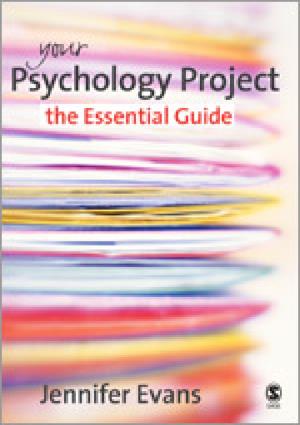 your
Psychology Project
the Essential Guide
Jennifer Evans
SAGE